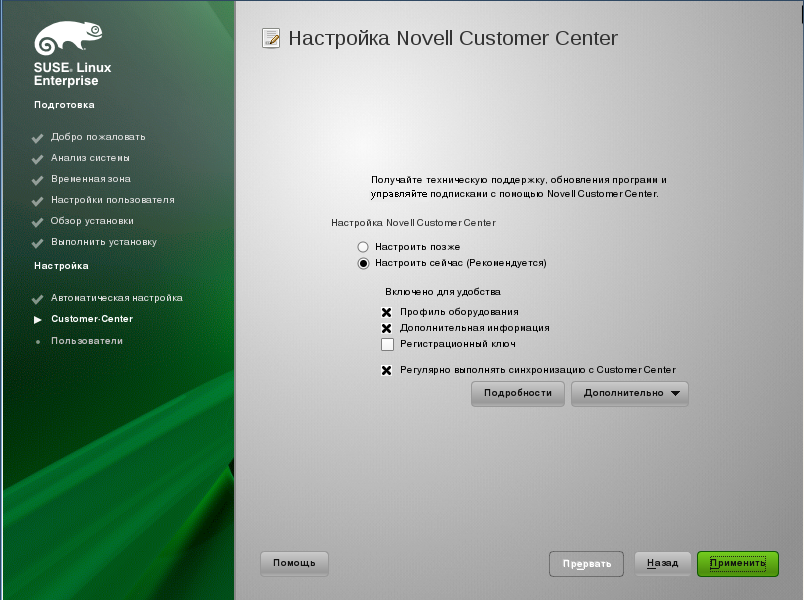 SUSE. Linux
Enterprise
Подготовка
Добро пожаловать
Анализ системы
Временная зона
Настройки пользователя
Обзор установки
Выполнить установку
Настройка
Автоматическая настройка
Customer-Center
Пользователи
Настройка Novell Customer Center
Получайте техническую поддержку, обновления программ и
управляйте подписками с помощью Novell Customer Center.
Настройка Novell Customer Center
Настроить позже
Настроить сейчас (Рекомендуется)
Включено для удобства
Профиль оборудования
Дополнительная информация
Регистрационный ключ
Регулярно выполнять синхронизацию с Customer Center
Подробности Дополнительно
Помощь Прервать Назад Применить